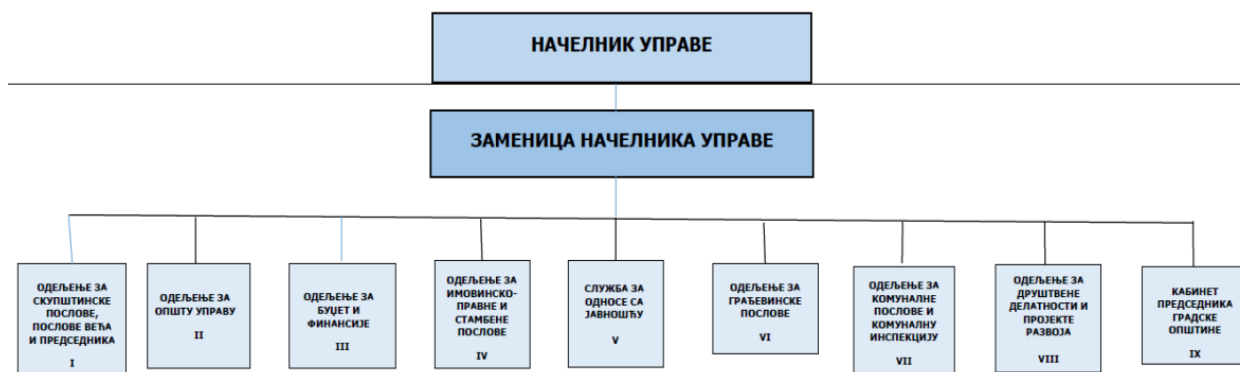 НАЧЕЛНИК УПРАВЕ
ЗАМЕНИЦА НАЧЕЛНИКА УПРАВЕ
ОДЕЉЕЊЕ ЗА
СКУПШТИНСКЕ
ПОСЛОВЕ,
ПОСЛОВЕ ВЕЋА
И ПРЕДСЕДНИКА
I
ОДЕЉЕЊЕ ЗА
ОПШТУ УПРАВУ
II
ОДЕЉЕЊЕ ЗА
БУЏЕТ И
ФИНАНСИЈЕ
III
ОДЕЉЕЊЕ ЗА
ИМОВИНСКО-
ПРАВНЕ И
СТАМБЕНЕ
ПОСЛОВЕ
IV
СЛУЖБА ЗА
ОДНОСЕ СА
ЈАВНОШЋУ
V
ОДЕЉЕЊЕ ЗА
ГРАЂЕВИНСКЕ
ПОСЛОВЕ
VI
ОДЕЉЕЊЕ ЗА
КОМУНАЛНЕ
ПОСЛОВЕ И
КОМУНАЛНУ
ИНСПЕКЦИЈУ
VII
ОДЕЉЕЊЕ ЗА
ДРУШТВЕНЕ
ДЕЛАТНОСТИ И
ПРОЈЕКТЕ
РАЗВОЈА
VIII
КАБИНЕТ
ПРЕДСЕДНИКА
ГРАДСКЕ
ОПШТИНЕ
IX